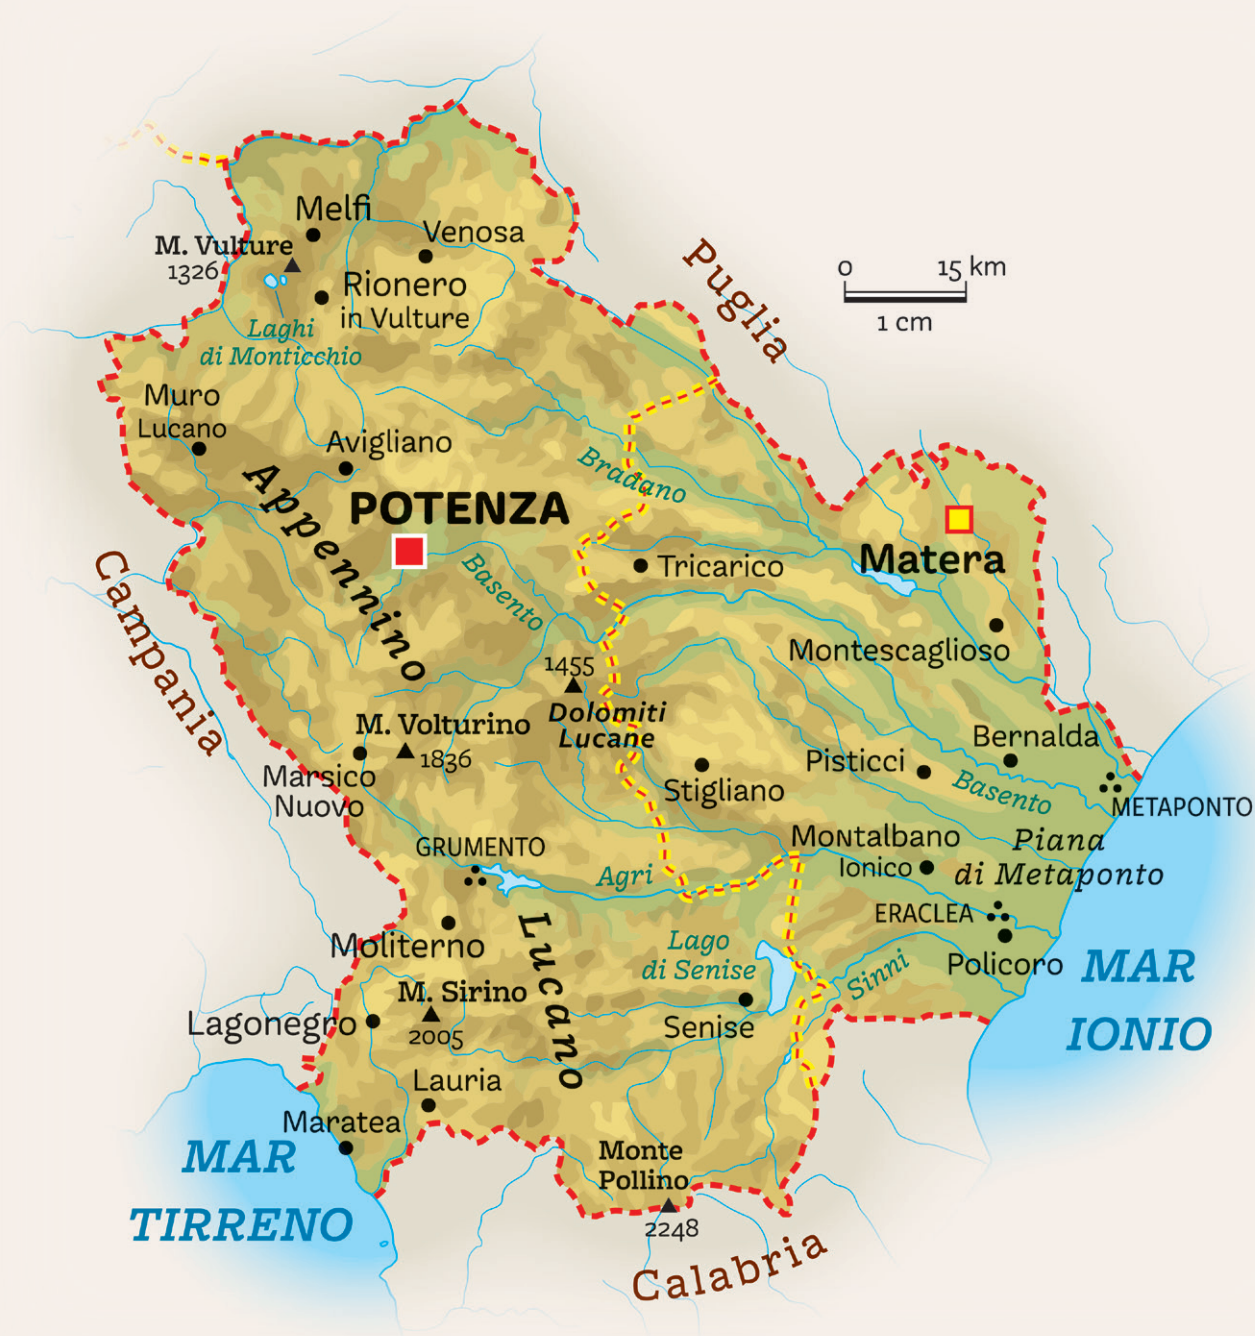 Melfi
Venosa
M. Vulture
1326
Rionero
in Vulture
Laghi
di Monticchio
Puglia
0 15 km
1 cm
Muro
Lucano
Avigliano
Appennino
POTENZA
Bradano
Basento
Tricarico
Matera
Campania
Montescaglioso
1455
Dolomiti
Lucane
M. Volturino
1836
Marsico
Nuovo
Stigliano
Pisticci
Bernalda
Basento
METAPONTO
GRUMENTO
Agri
Montalbano
Ionico
Piana
di Metaponto
ERACLEA
Policoro
Lucano
Moliterno
Lago
di Senise
Sinni
MAR
IONIO
M. Sirino
2005
Lagonegro
Senise
Lauria
Maratea
MAR
TIRRENO
Monte
Pollino
2248
Calabria